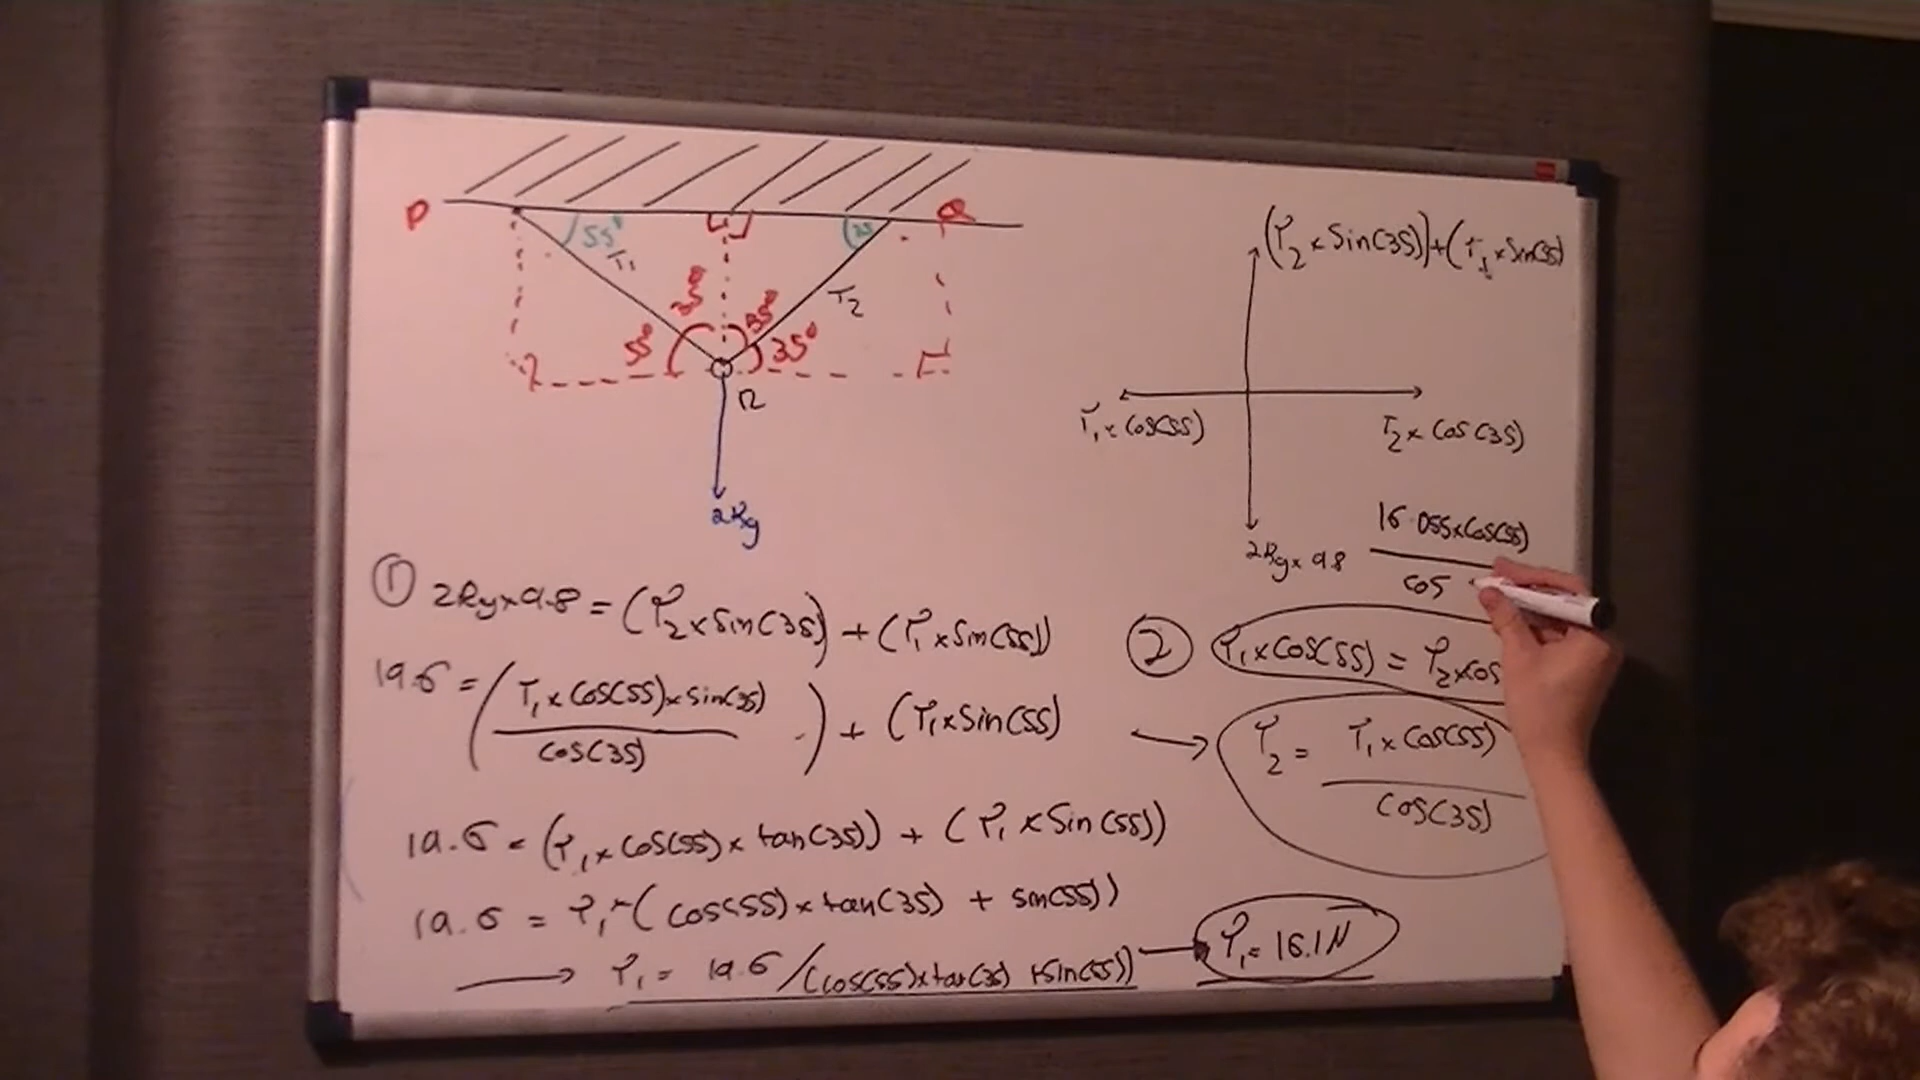 P
Q
55°
35
T₁
T₂
35°
55°
55°
35°
R
2Kg
(T₂ × Sin(35)) + (T₁ × Sin(55)
T₁ × Cos(55)
T₂ × Cos(35)
2Kg × 9.8
16.055 × Cos(55)
cos
① 2Kg × 9.8 = (T₂ × Sin(35)) + (T₁ × Sin(55))
19.6 = (T₁ × Cos(55) × Sin(35) / Cos(35)) + (T₁ × Sin(55)
19.6 = (T₁ × Cos(55) × tan(35)) + (T₁ × Sin(55))
19.6 = T₁ × (Cos(55) × tan(35) + sin(55))
→ T₁ = 19.6 / (Cos(55) × tan(35) + Sin(55))
T₁ = 16.1N
② T₁ × Cos(55) = T₂ × Cos
→ T₂ = T₁ × Cos(55) / Cos(35)